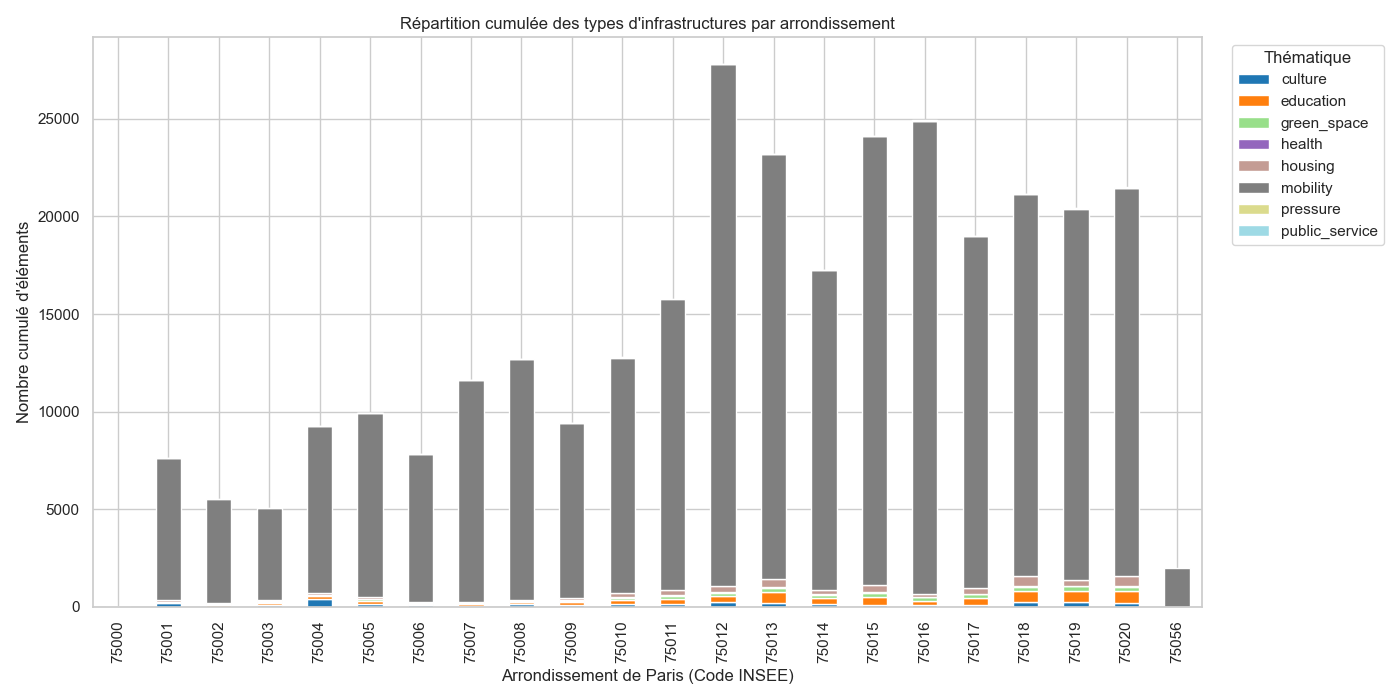 Répartition cumulée des types d'infrastructures par arrondissement
Thématique
culture
education
green_space
health
housing
mobility
pressure
public_service
Nombre cumulé d'éléments
25000
20000
15000
10000
5000
0
75000
75001
75002
75003
75004
75005
75006
75007
75008
75009
75010
75011
75012
75013
75014
75015
75016
75017
75018
75019
75020
75056
Arrondissement de Paris (Code INSEE)